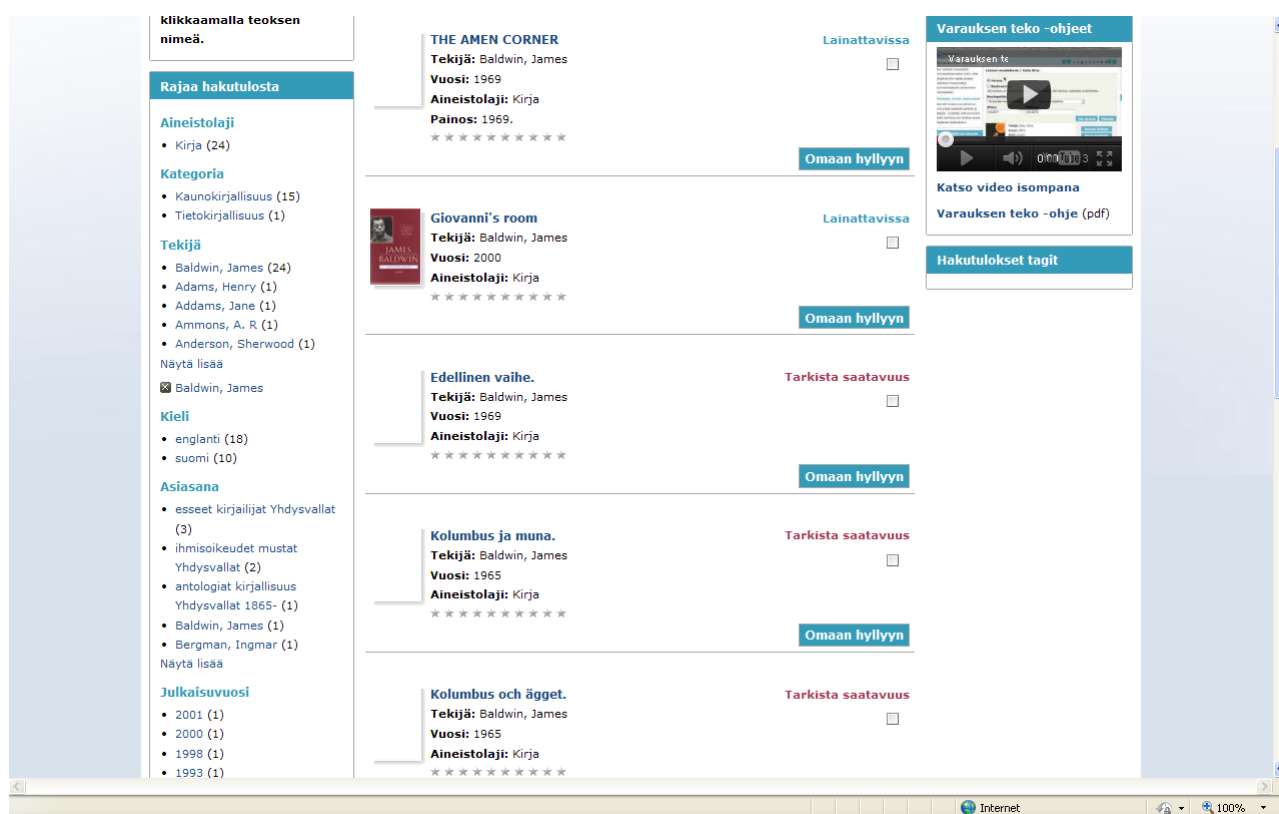 klikkaamalla teoksen
nimeä.
Rajaa hakutulosta
Aineistolaji
• Kirja (24)
Kategoria
• Kaunokirjallisuus (15)
• Tietokirjallisuus (1)
Tekijä
• Baldwin, James (24)
• Adams, Henry (1)
• Addams, Jane (1)
• Ammons, A. R (1)
• Anderson, Sherwood (1)
Näytä lisää
Baldwin, James
Kieli
• englanti (18)
• suomi (10)
Asiasana
• esseet kirjailijat Yhdysvallat
(3)
• ihmisoikeudet mustat
Yhdysvallat (2)
• antologiat kirjallisuus
Yhdysvallat 1865- (1)
• Baldwin, James (1)
• Bergman, Ingmar (1)
Näytä lisää
Julkaisuvuosi
• 2001 (1)
• 2000 (1)
• 1998 (1)
• 1993 (1)
THE AMEN CORNER
Lainattavissa
Tekijä: Baldwin, James
Vuosi: 1969
Aineistolaji: Kirja
Painos: 1969.
Omaan hyllyyn
JAMES
BALDWIN
Giovanni's room
Lainattavissa
Tekijä: Baldwin, James
Vuosi: 2000
Aineistolaji: Kirja
Omaan hyllyyn
Edellinen vaihe.
Tarkista saatavuus
Tekijä: Baldwin, James
Vuosi: 1969
Aineistolaji: Kirja
Omaan hyllyyn
Kolumbus ja muna.
Tarkista saatavuus
Tekijä: Baldwin, James
Vuosi: 1965
Aineistolaji: Kirja
Omaan hyllyyn
Kolumbus och ägget.
Tarkista saatavuus
Tekijä: Baldwin, James
Vuosi: 1965
Aineistolaji: Kirja
Varauksen teko -ohjeet
Varauksen te
Katso video isompana
Varauksen teko -ohje (pdf)
Hakutulokset tagit
Internet
100%